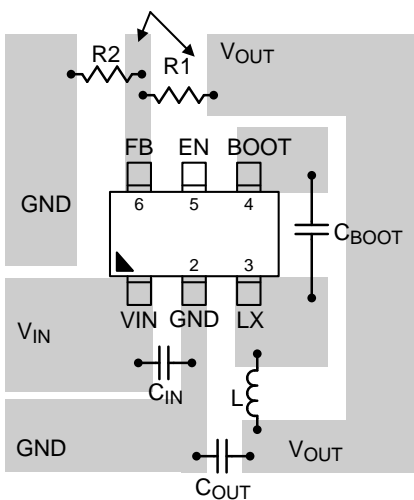 R2
R1
VOUT
FB EN BOOT
6 5 4
GND
CBOOT
2 3
VIN GND LX
VIN
CIN
L
GND
VOUT
COUT